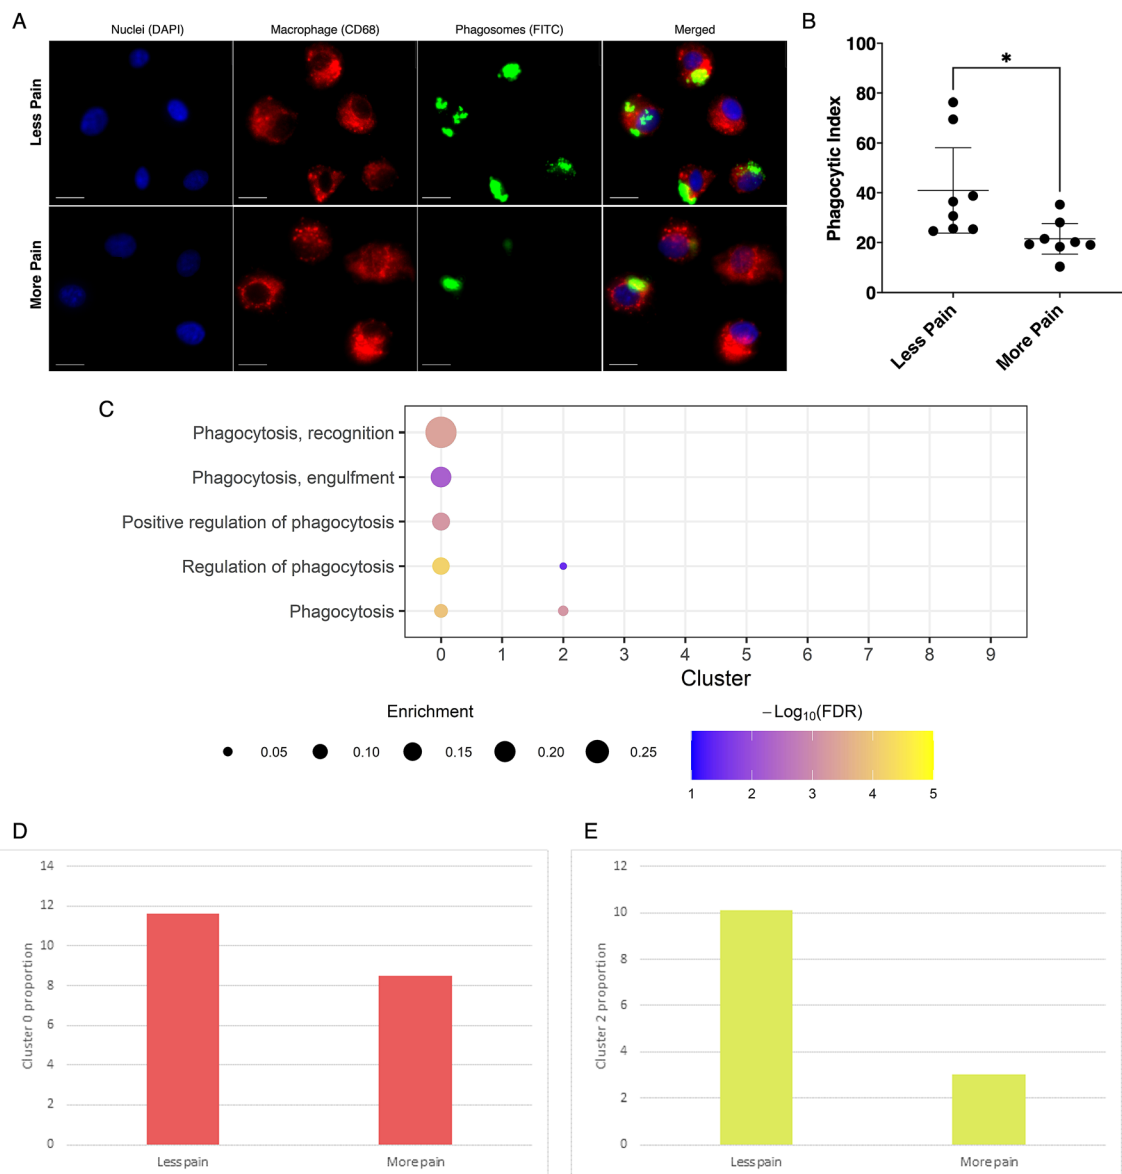 A
Nuclei (DAPI)
Macrophage (CD68)
Phagosomes (FITC)
Merged
Less Pain
More Pain
B
Phagocytic Index
100
80
60
40
20
0
*
Less Pain
More Pain
C
Phagocytosis, recognition
Phagocytosis, engulfment
Positive regulation of phagocytosis
Regulation of phagocytosis
Phagocytosis
0 1 2 3 4 5 6 7 8 9
Cluster
Enrichment
0.05 0.10 0.15 0.20 0.25
−Log₁₀(FDR)
1 2 3 4 5
D
Cluster 0 proportion
14
12
10
8
6
4
2
0
Less pain
More pain
E
Cluster 2 proportion
12
10
8
6
4
2
0
Less pain
More pain